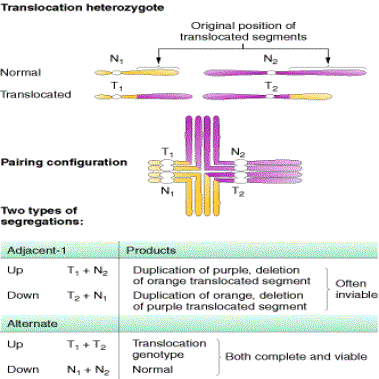 Translocation heterozygote
Original position of
translocated segments
N1 N2
Normal
T1 T2
Translocated
T1 N2
Pairing configuration
N1 T2
Two types of
segregations:
Adjacent-1 Products
Up T1 + N2 Duplication of purple, deletion
of orange translocated segment
Down T2 + N1 Duplication of orange, deletion
of purple translocated segment
Often
inviable
Alternate
Up T1 + T2 Translocation
genotype
Down N1 + N2 Normal
Both complete and viable